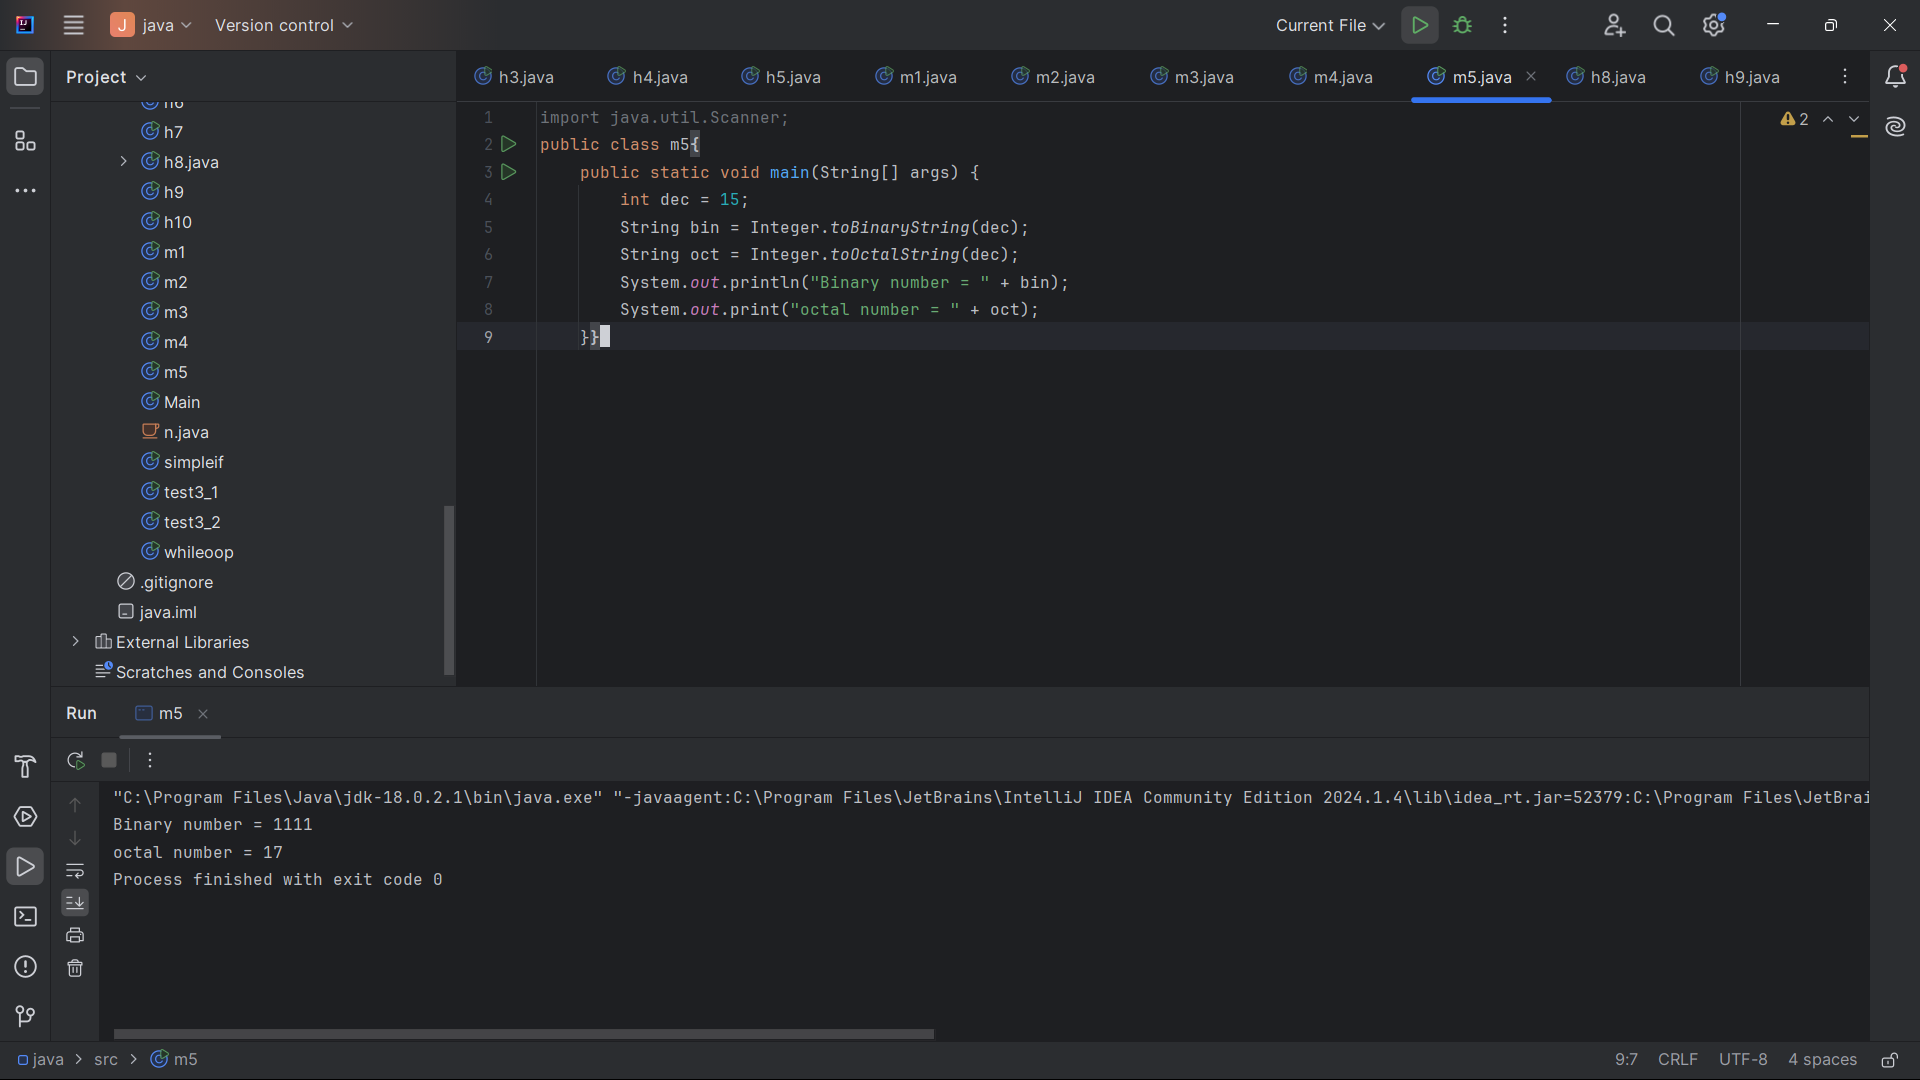 J java Version control Current File
Project
h3.java h4.java h5.java m1.java m2.java m3.java m4.java m5.java h8.java h9.java
h6
h7
h8.java
h9
h10
m1
m2
m3
m4
m5
Main
n.java
simpleif
test3_1
test3_2
whileoop
.gitignore
java.iml
External Libraries
Scratches and Consoles
1 import java.util.Scanner;
2 public class m5{
3 public static void main(String[] args) {
4 int dec = 15;
5 String bin = Integer.toBinaryString(dec);
6 String oct = Integer.toOctalString(dec);
7 System.out.println("Binary number = " + bin);
8 System.out.print("octal number = " + oct);
9 }}
2
Run m5
"C:\Program Files\Java\jdk-18.0.2.1\bin\java.exe" "-javaagent:C:\Program Files\JetBrains\IntelliJ IDEA Community Edition 2024.1.4\lib\idea_rt.jar=52379:C:\Program Files\JetBrai
Binary number = 1111
octal number = 17
Process finished with exit code 0
java > src > m5
9:7 CRLF UTF-8 4 spaces